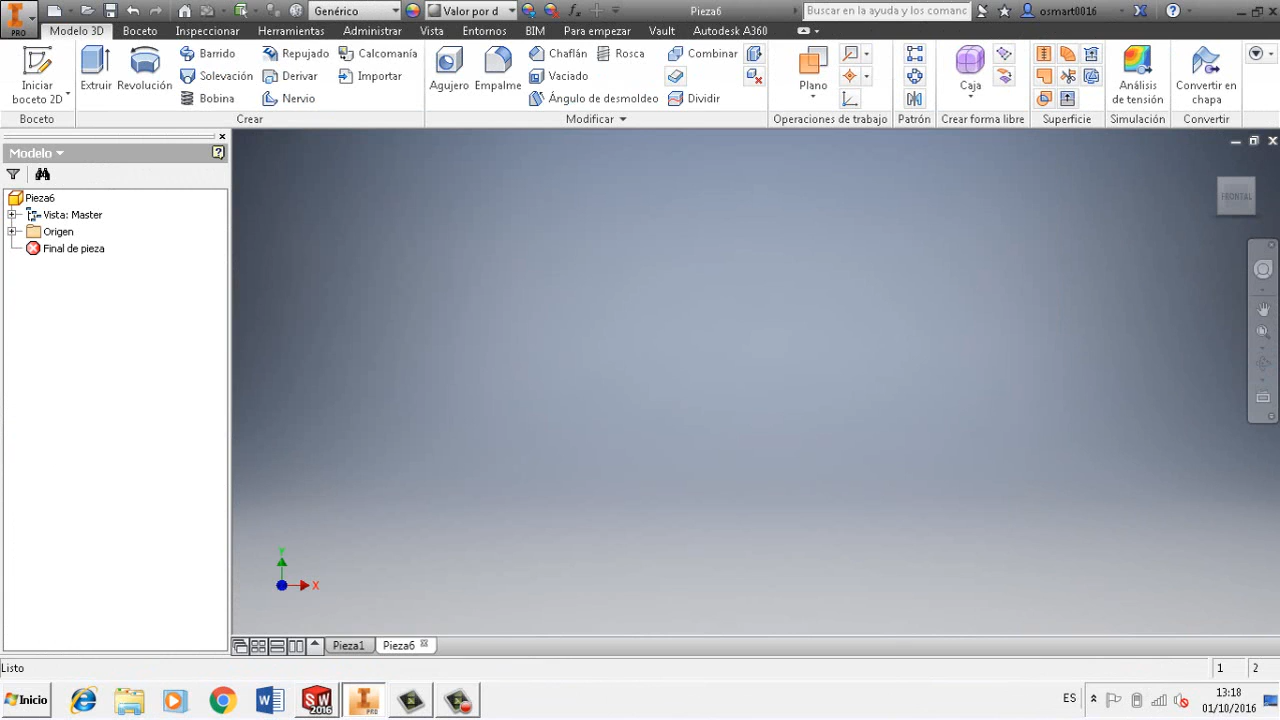 Genérico
Valor por d
Pieza6
Buscar en la ayuda y los comanc
osmart0016
PRO
Modelo 3D
Boceto
Inspeccionar
Herramientas
Administrar
Vista
Entornos
BIM
Para empezar
Vault
Autodesk A360
Iniciar
boceto 2D
Extruir
Revolución
Barrido
Solevación
Bobina
Repujado
Derivar
Nervio
Calcomanía
Importar
Agujero
Empalme
Chaflán
Vaciado
Ángulo de desmoldeo
Rosca
Combinar
Dividir
Plano
Caja
Análisis
de tensión
Convertir en
chapa
Boceto
Crear
Modificar
Operaciones de trabajo
Patrón
Crear forma libre
Superficie
Simulación
Convertir
Modelo
Pieza6
Vista: Master
Origen
Final de pieza
FRONTAL
Y
X
Pieza1
Pieza6
Listo
1
2
Inicio
SW
2016
PRO
ES
13:18
01/10/2016